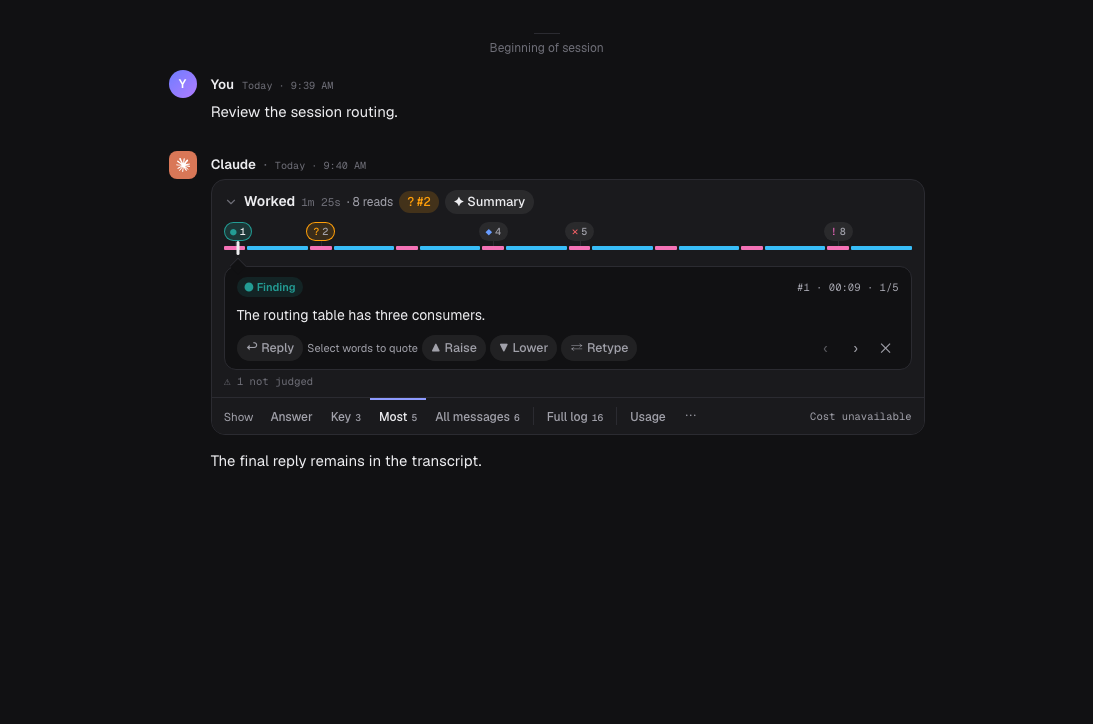 Beginning of session
Y You Today · 9:39 AM
Review the session routing.
Claude · Today · 9:40 AM
Worked 1m 25s · 8 reads ? #2 ✦ Summary
● 1 ? 2 ◆ 4 × 5 ! 8
● Finding #1 · 00:09 · 1/5
The routing table has three consumers.
↩ Reply Select words to quote ▲ Raise ▼ Lower ⇄ Retype ‹ › ×
⚠ 1 not judged
Show Answer Key 3 Most 5 All messages 6 Full log 16 Usage ··· Cost unavailable
The final reply remains in the transcript.